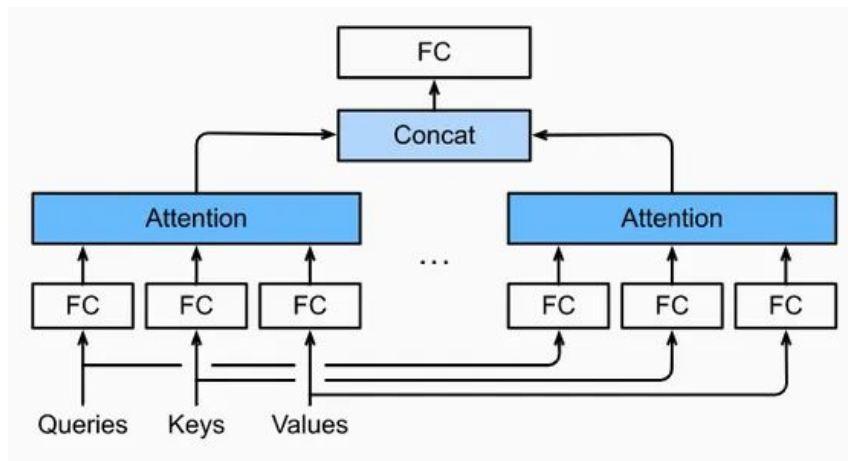 FC
Concat
Attention Attention
...
FC FC FC FC FC FC
Queries Keys Values